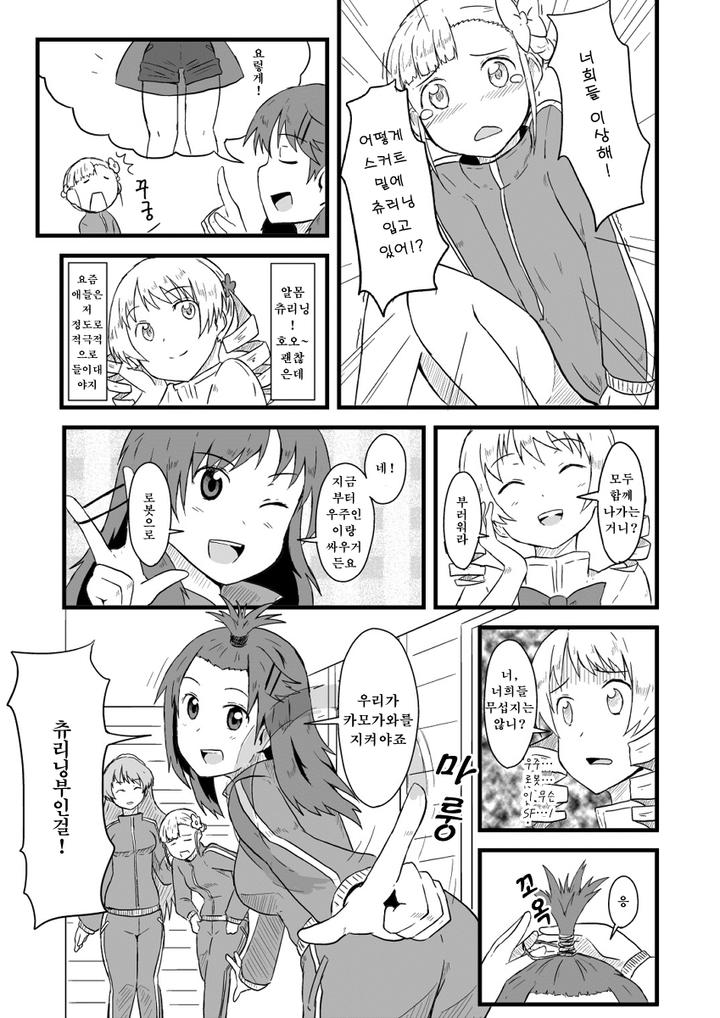 너희들 이상해!
어떻게
스커트
밑에
츄리닝
입고
있어!?
요렇게!
꾸궁
알몸
츄리닝
!
호오~
괜찮
은데
요즘
애들은
저
정도로
적극적
으로
들이대
야지
모두
함께
나가는
거니?
부러워라
네!
지금
부터
우주인
이랑
싸우거
든요
로봇으로
너,
너희들
무섭지는
않니?
우주…
로봇…
인.무슨
SF…!
응
꼬옥
우리가
카모가와를
지켜야죠
마룽
츄리닝부인걸!